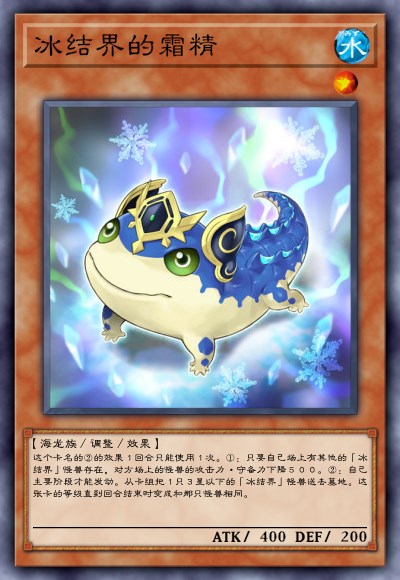 冰结界的霜精
水
【海龙族／调整／效果】
这个卡名的②的效果1回合只能使用1次。①：只要自己场上有其他的「冰
结界」怪兽存在，对方场上的怪兽的攻击力·守备力下降５００。②：自己
主要阶段才能发动。从卡组把1只3星以下的「冰结界」怪兽送去墓地，这
张卡的等级直到回合结束时变成和那只怪兽相同。
ATK/ 400 DEF/ 200